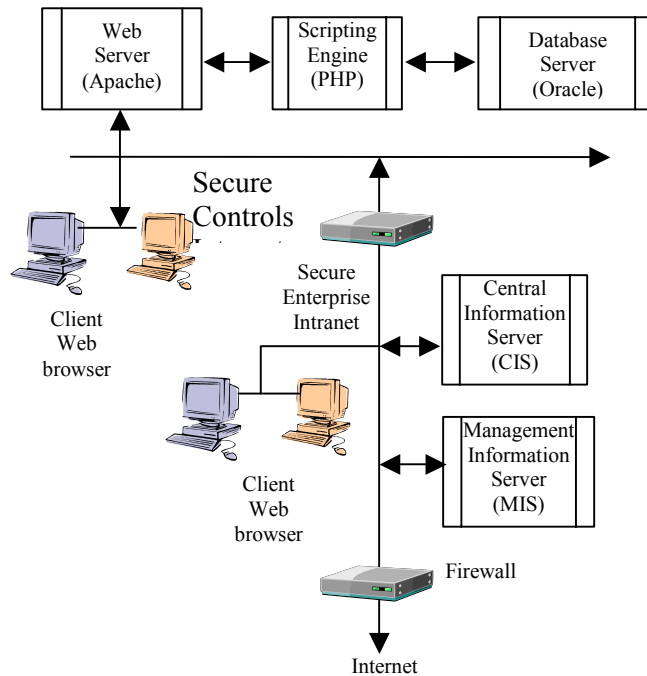 Web
Server
(Apache)
Scripting
Engine
(PHP)
Database
Server
(Oracle)
Secure
Controls
Client
Web
browser
Secure
Enterprise
Intranet
Central
Information
Server
(CIS)
Client
Web
browser
Management
Information
Server
(MIS)
Firewall
Internet